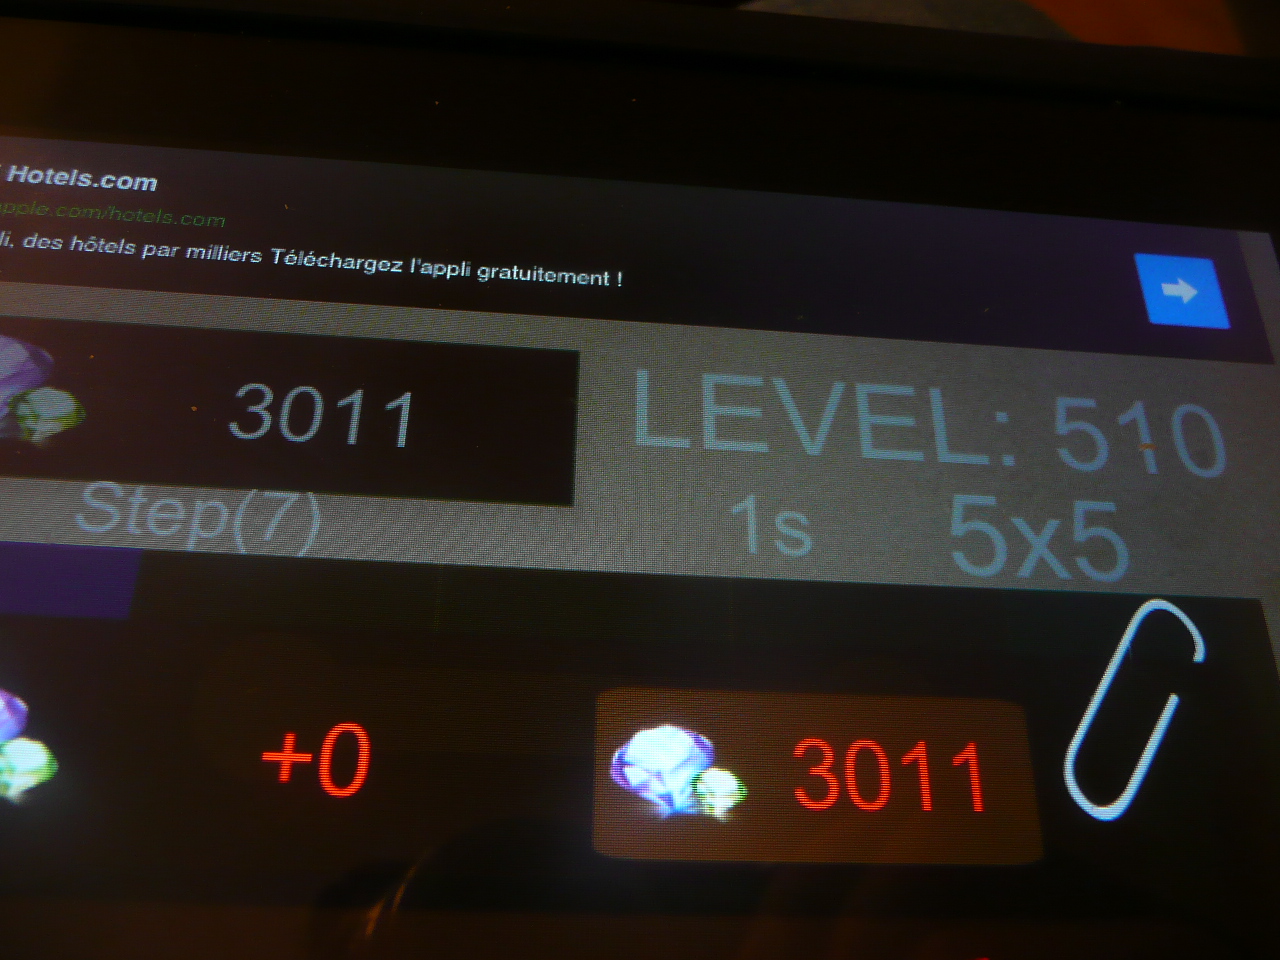 Hotels.com
apple.com/hotels.com
des hôtels par milliers Téléchargez l'appli gratuitement !
3011
LEVEL: 510
Step(7)
1s
5x5
+0
3011